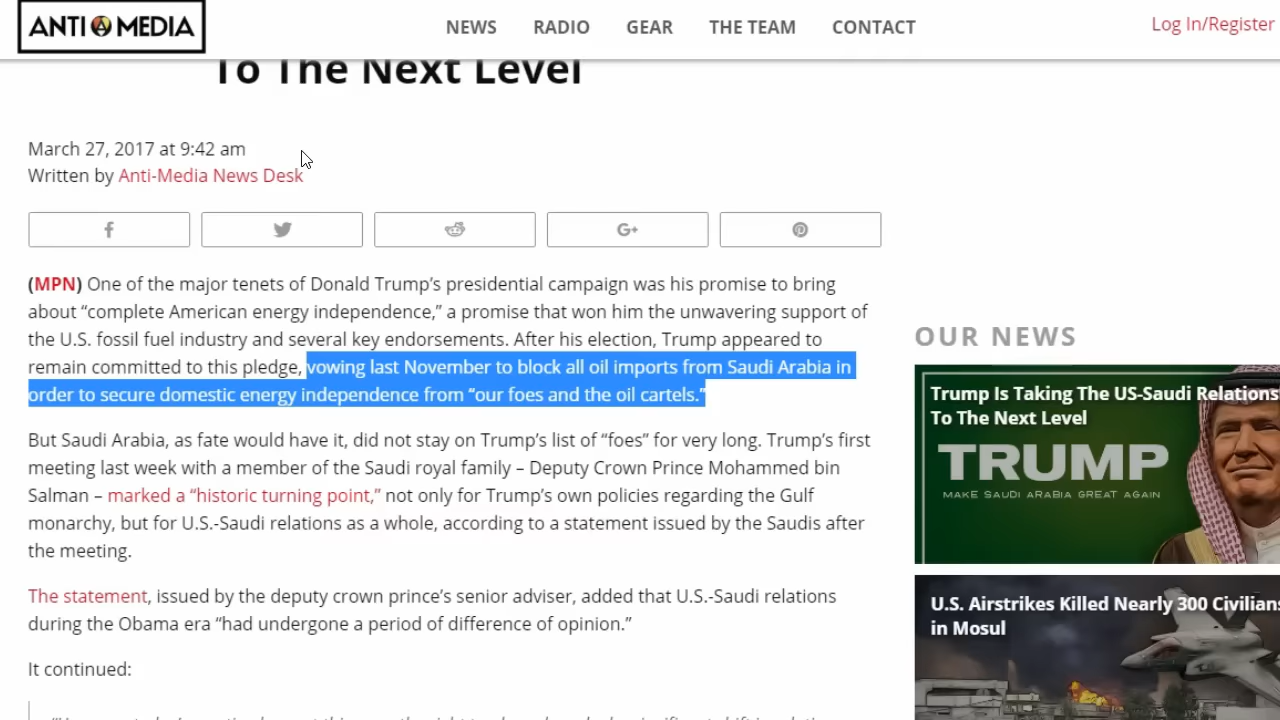 ANTI MEDIA
NEWS RADIO GEAR THE TEAM CONTACT
Log In/Register
To The Next Level
March 27, 2017 at 9:42 am
Written by Anti-Media News Desk
(MPN) One of the major tenets of Donald Trump’s presidential campaign was his promise to bring
about “complete American energy independence,” a promise that won him the unwavering support of
the U.S. fossil fuel industry and several key endorsements. After his election, Trump appeared to
remain committed to this pledge, vowing last November to block all oil imports from Saudi Arabia in
order to secure domestic energy independence from “our foes and the oil cartels.”
But Saudi Arabia, as fate would have it, did not stay on Trump’s list of “foes” for very long. Trump’s first
meeting last week with a member of the Saudi royal family – Deputy Crown Prince Mohammed bin
Salman – marked a “historic turning point,” not only for Trump’s own policies regarding the Gulf
monarchy, but for U.S.-Saudi relations as a whole, according to a statement issued by the Saudis after
the meeting.
The statement, issued by the deputy crown prince’s senior adviser, added that U.S.-Saudi relations
during the Obama era “had undergone a period of difference of opinion.”
It continued:
OUR NEWS
Trump Is Taking The US-Saudi Relations
To The Next Level
TRUMP
MAKE SAUDI ARABIA GREAT AGAIN
U.S. Airstrikes Killed Nearly 300 Civilians
in Mosul